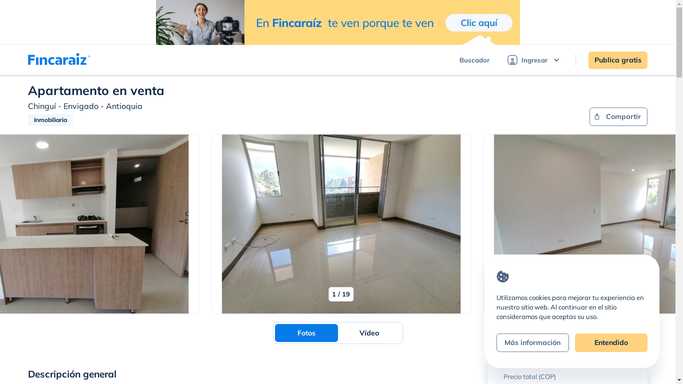 En Fincaraíz te ven porque te ven
Clic aquí
Fincaraiz
Buscador
Ingresar
Publica gratis
Apartamento en venta
Chinguí - Envigado - Antioquia
Inmobiliaria
Compartir
1 / 19
Fotos
Vídeo
Utilizamos cookies para mejorar tu experiencia en
nuestro sitio web. Al continuar en el sitio
consideramos que aceptas su uso.
Más información
Entendido
Descripción general
Precio total (COP)